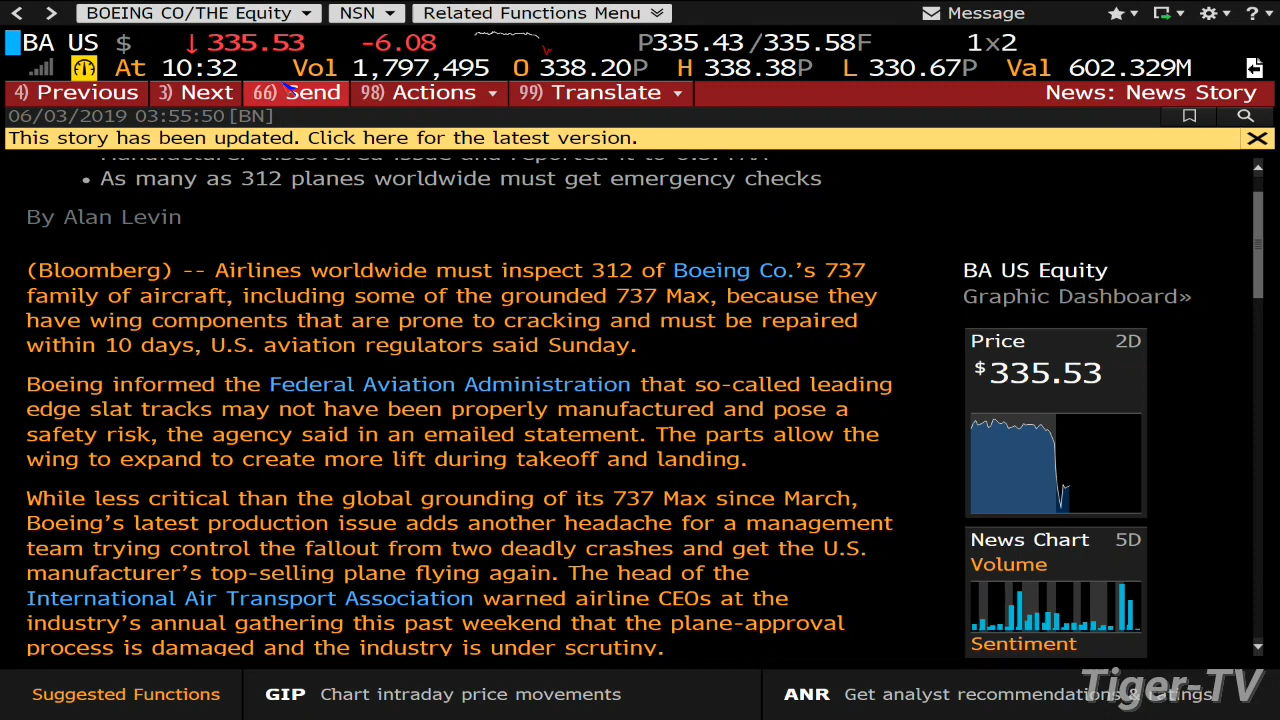 BOEING CO/THE Equity NSN Related Functions Menu Message ?
BA US $ ↓335.53 -6.08 P335.43/335.58F 1x2
At 10:32 Vol 1,797,495 O 338.20P H 338.38P L 330.67P Val 602.329M
4) Previous 3) Next 66) Send 98) Actions 99) Translate News: News Story
06/03/2019 03:55:50 [BN]
This story has been updated. Click here for the latest version.
Manufacturer discovered issue and reported it to U.S. FAA
• As many as 312 planes worldwide must get emergency checks
By Alan Levin
(Bloomberg) -- Airlines worldwide must inspect 312 of Boeing Co.'s 737
family of aircraft, including some of the grounded 737 Max, because they
have wing components that are prone to cracking and must be repaired
within 10 days, U.S. aviation regulators said Sunday.
Boeing informed the Federal Aviation Administration that so-called leading
edge slat tracks may not have been properly manufactured and pose a
safety risk, the agency said in an emailed statement. The parts allow the
wing to expand to create more lift during takeoff and landing.
While less critical than the global grounding of its 737 Max since March,
Boeing's latest production issue adds another headache for a management
team trying control the fallout from two deadly crashes and get the U.S.
manufacturer's top-selling plane flying again. The head of the
International Air Transport Association warned airline CEOs at the
industry's annual gathering this past weekend that the plane-approval
process is damaged and the industry is under scrutiny.
BA US Equity
Graphic Dashboard»
Price 2D
$335.53
News Chart 5D
Volume
Sentiment
Suggested Functions GIP Chart intraday price movements ANR Get analyst recommendations & ratings
Tiger-TV